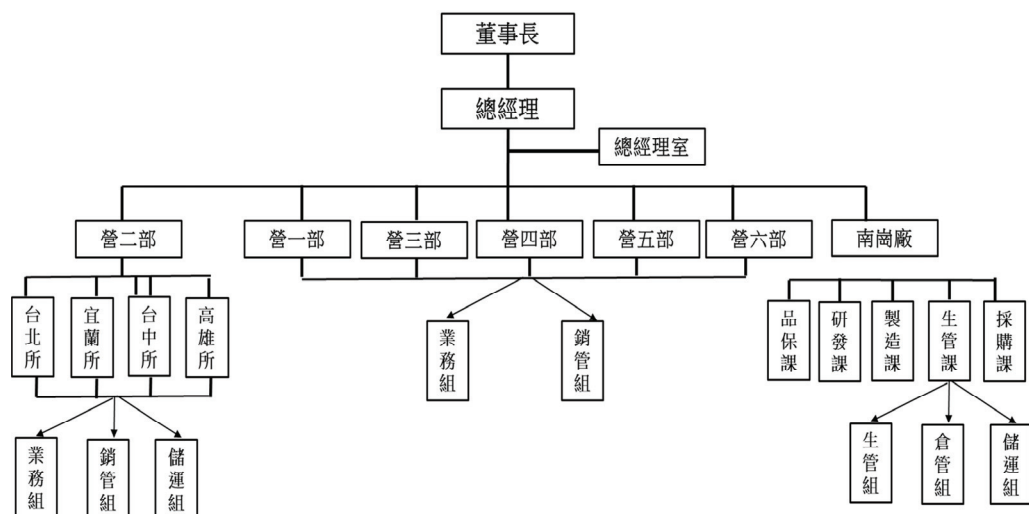 董事長
總經理
總經理室
營二部
營一部
營三部
營四部
營五部
營六部
南崗廠
台北所
宜蘭所
台中所
高雄所
業務組
銷管組
品保課
研發課
製造課
生管課
採購課
業務組
銷管組
儲運組
生管組
倉管組
儲運組